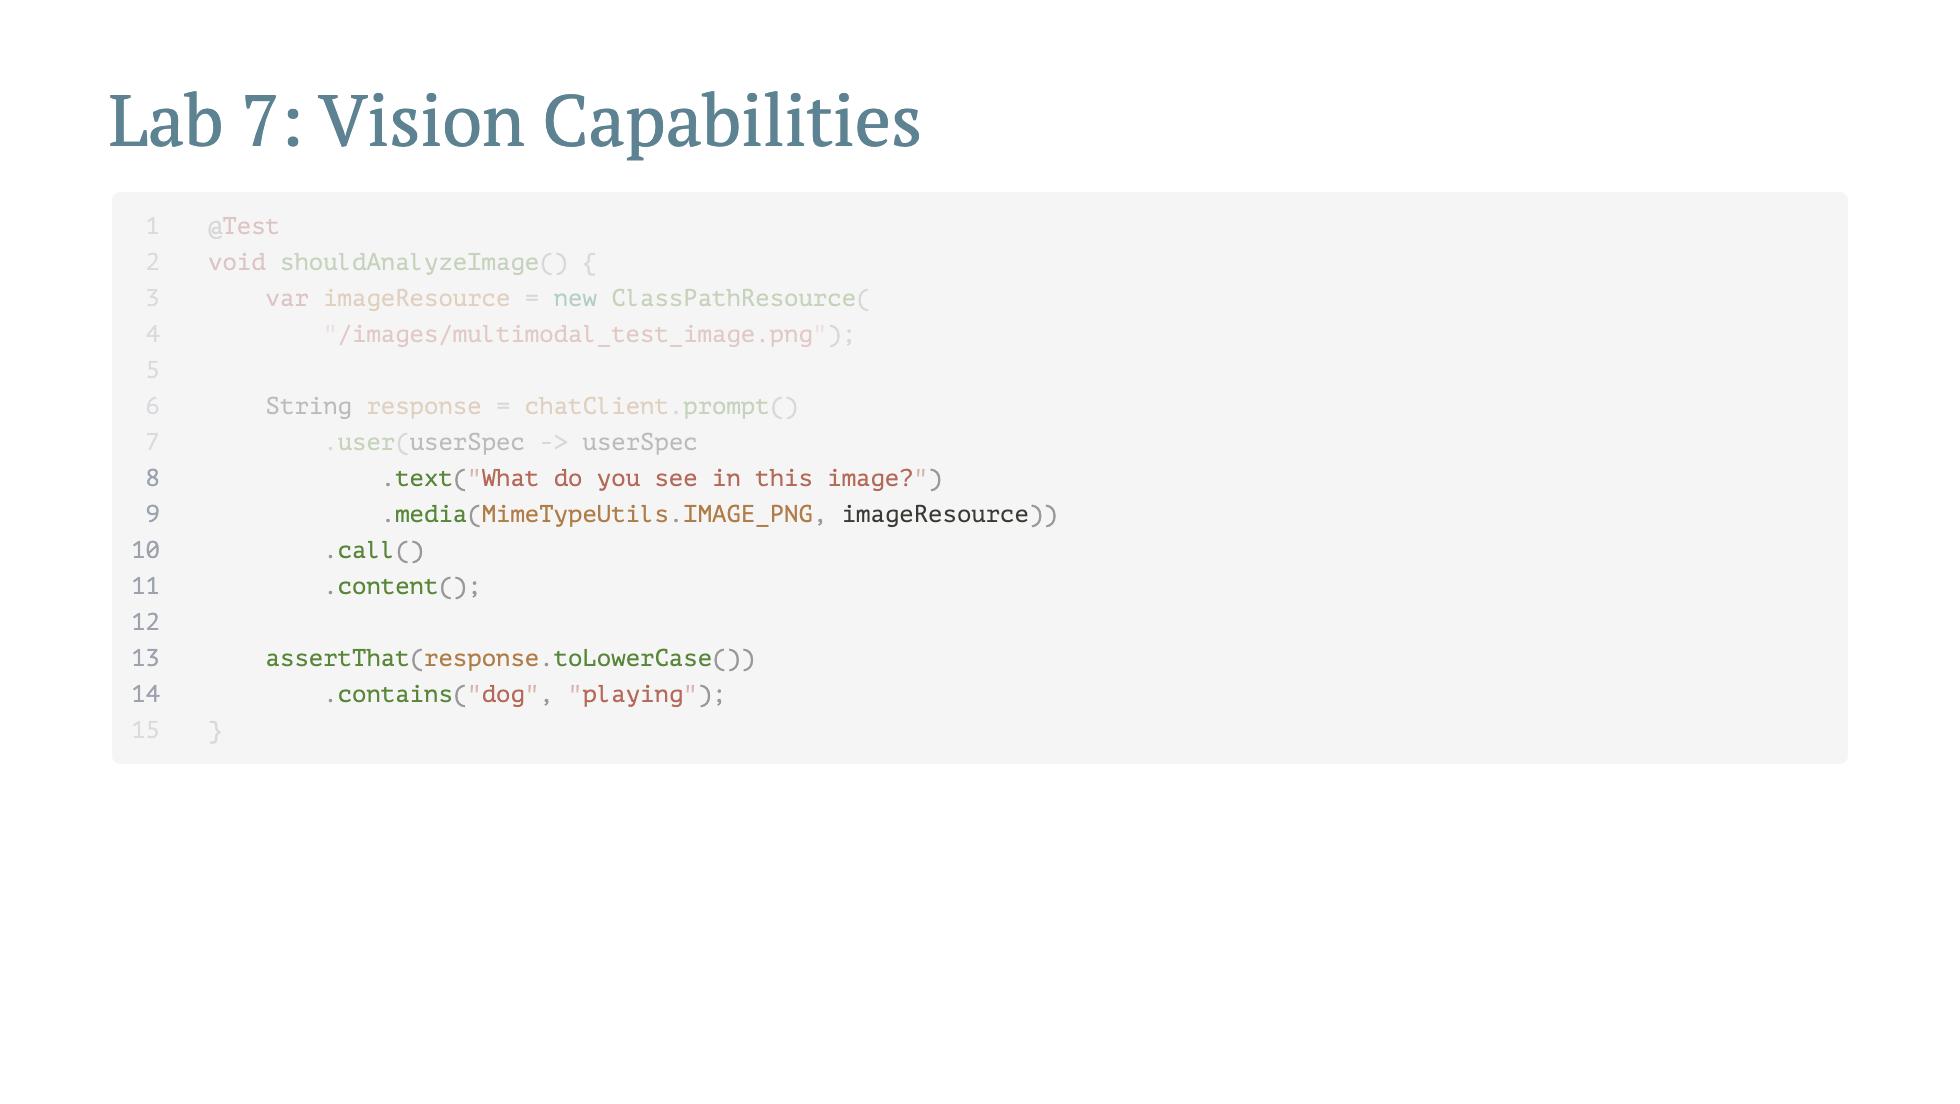 Lab 7: Vision Capabilities
1 @Test
2 void shouldAnalyzeImage() {
3     var imageResource = new ClassPathResource(
4         "/images/multimodal_test_image.png");
5
6     String response = chatClient.prompt()
7         .user(userSpec -> userSpec
8             .text("What do you see in this image?")
9             .media(MimeTypeUtils.IMAGE_PNG, imageResource))
10         .call()
11         .content();
12
13     assertThat(response.toLowerCase())
14         .contains("dog", "playing");
15 }